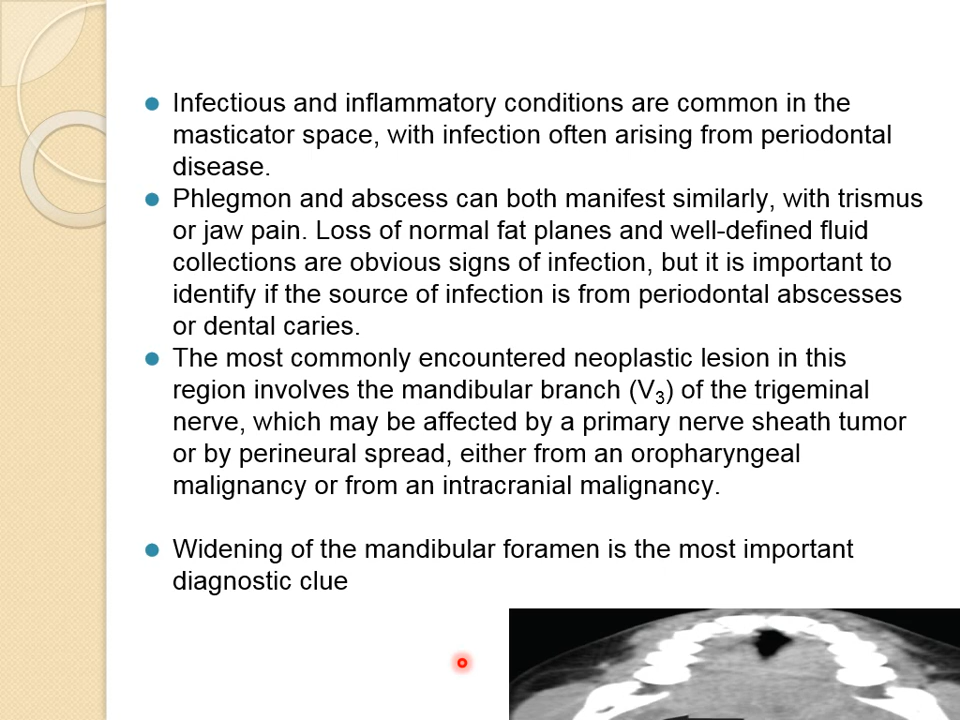 Infectious and inflammatory conditions are common in the
masticator space, with infection often arising from periodontal
disease.
Phlegmon and abscess can both manifest similarly, with trismus
or jaw pain. Loss of normal fat planes and well-defined fluid
collections are obvious signs of infection, but it is important to
identify if the source of infection is from periodontal abscesses
or dental caries.
The most commonly encountered neoplastic lesion in this
region involves the mandibular branch (V₃) of the trigeminal
nerve, which may be affected by a primary nerve sheath tumor
or by perineural spread, either from an oropharyngeal
malignancy or from an intracranial malignancy.
Widening of the mandibular foramen is the most important
diagnostic clue